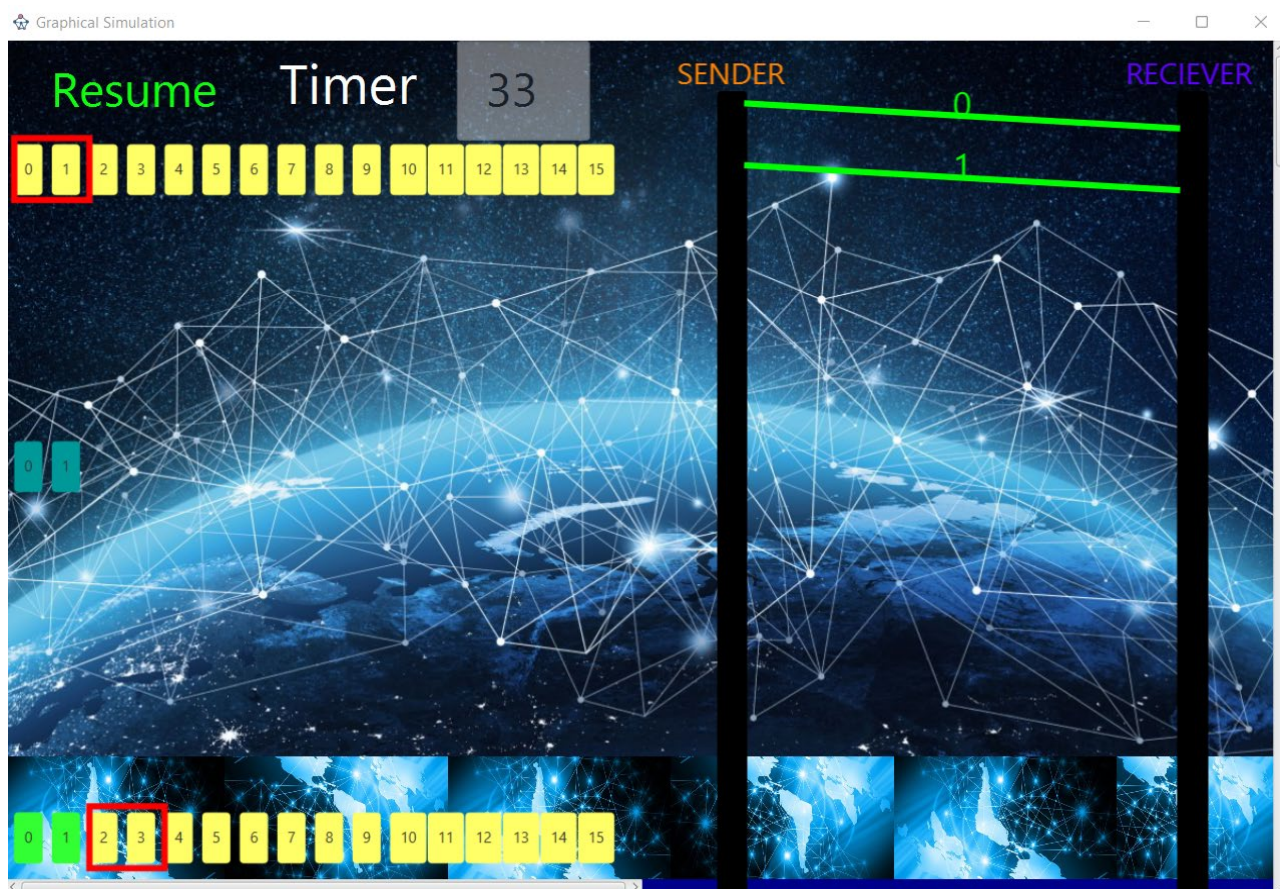 Graphical Simulation
Resume Timer 33 SENDER RECIEVER
0
0 1 2 3 4 5 6 7 8 9 10 11 12 13 14 15
1
0 1
0 1 2 3 4 5 6 7 8 9 10 11 12 13 14 15